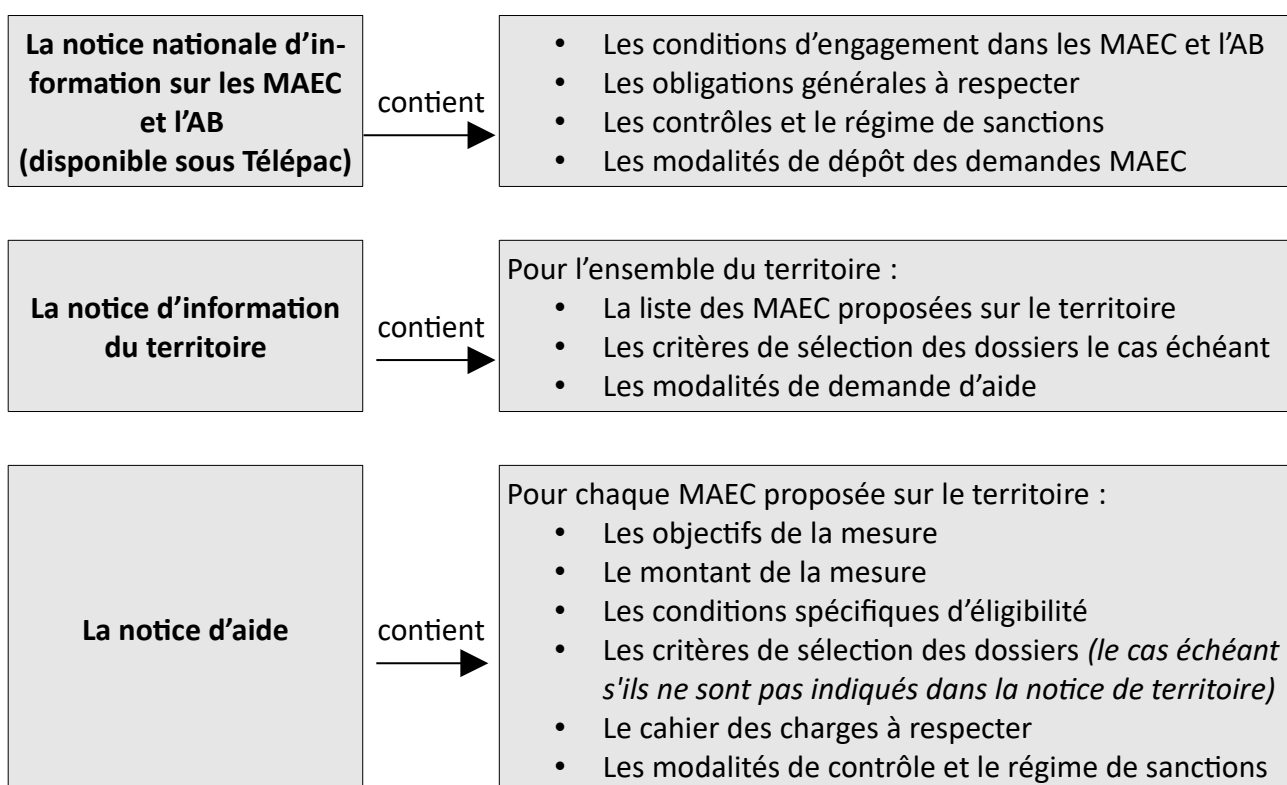 La notice nationale d’in-
formation sur les MAEC
et l’AB
(disponible sous Télépac)
contient
• Les conditions d’engagement dans les MAEC et l’AB
• Les obligations générales à respecter
• Les contrôles et le régime de sanctions
• Les modalités de dépôt des demandes MAEC
La notice d’information
du territoire
contient
Pour l’ensemble du territoire :
• La liste des MAEC proposées sur le territoire
• Les critères de sélection des dossiers le cas échéant
• Les modalités de demande d’aide
La notice d’aide
contient
Pour chaque MAEC proposée sur le territoire :
• Les objectifs de la mesure
• Le montant de la mesure
• Les conditions spécifiques d’éligibilité
• Les critères de sélection des dossiers (le cas échéant
s'ils ne sont pas indiqués dans la notice de territoire)
• Le cahier des charges à respecter
• Les modalités de contrôle et le régime de sanctions